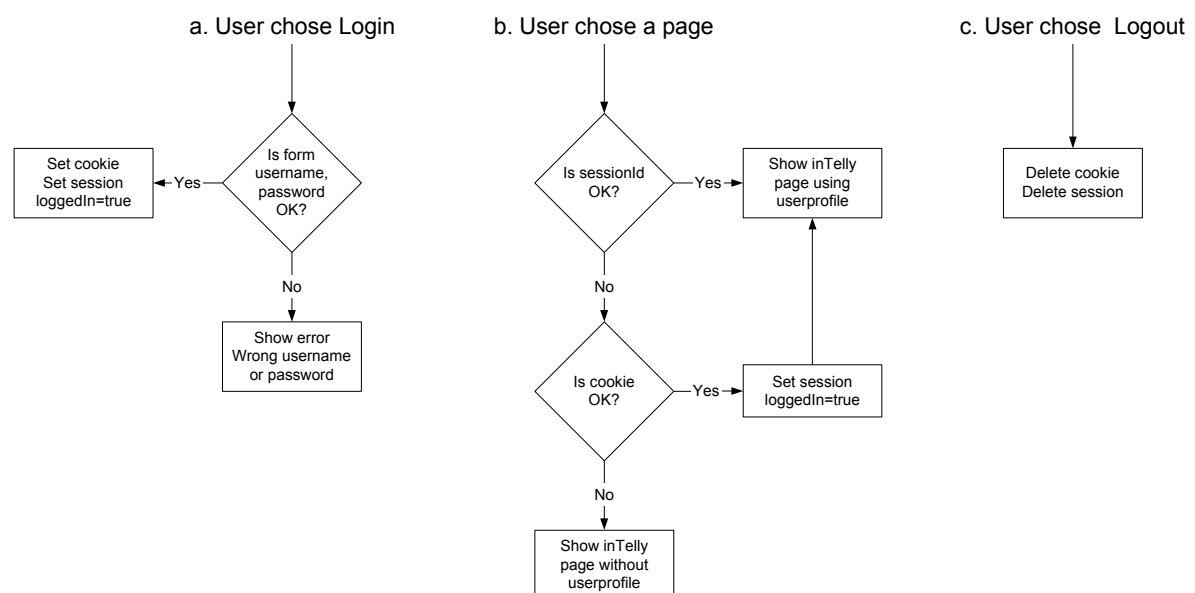 a. User chose Login
Is form
username,
password
OK?
Yes
Set cookie
Set session
loggedIn=true
No
Show error
Wrong username
or password
b. User chose a page
Is sessionId
OK?
Yes
Show inTelly
page using
userprofile
No
Is cookie
OK?
Yes
Set session
loggedIn=true
No
Show inTelly
page without
userprofile
c. User chose  Logout
Delete cookie
Delete session